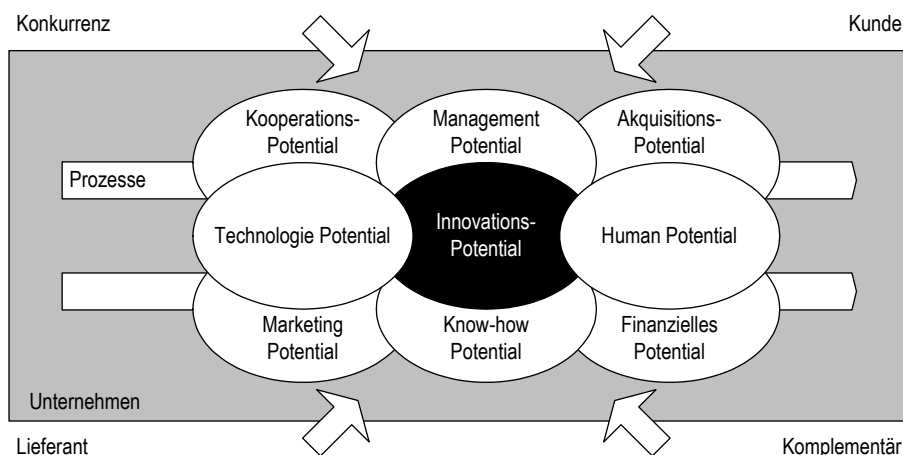 Konkurrenz
Kunde
Kooperations-
Potential
Management
Potential
Akquisitions-
Potential
Prozesse
Technologie Potential
Innovations-
Potential
Human Potential
Marketing
Potential
Know-how
Potential
Finanzielles
Potential
Unternehmen
Lieferant
Komplementär